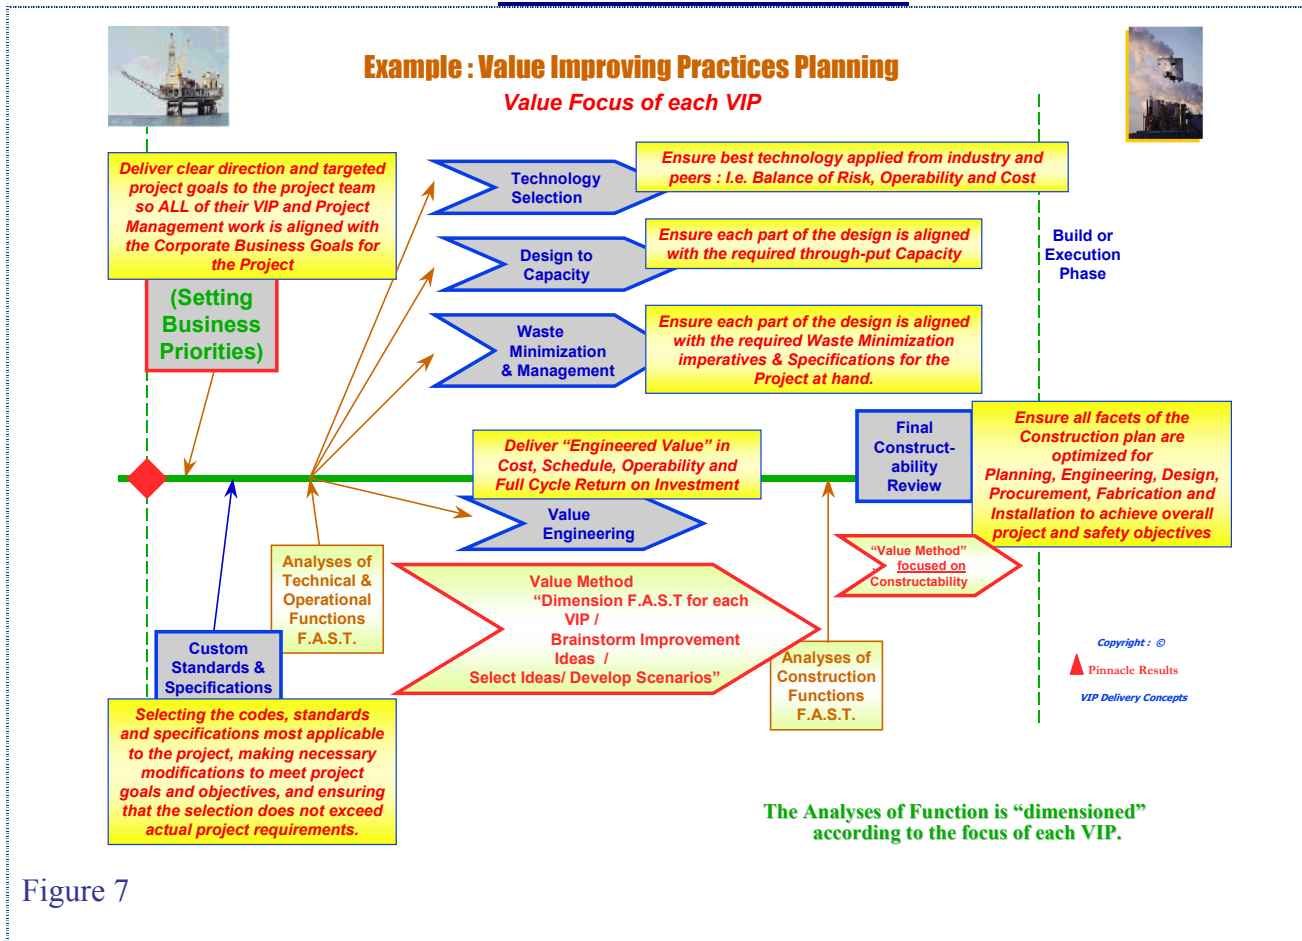 Example : Value Improving Practices Planning
Value Focus of each VIP
Deliver clear direction and targeted
project goals to the project team
so ALL of their VIP and Project
Management work is aligned with
the Corporate Business Goals for
the Project
(Setting
Business
Priorities)
Technology
Selection
Ensure best technology applied from industry and
peers : I.e. Balance of Risk, Operability and Cost
Design to
Capacity
Ensure each part of the design is aligned
with the required through-put Capacity
Waste
Minimization
& Management
Ensure each part of the design is aligned
with the required Waste Minimization
imperatives & Specifications for the
Project at hand.
Build or
Execution
Phase
Deliver “Engineered Value” in
Cost, Schedule, Operability and
Full Cycle Return on Investment
Value
Engineering
Final
Construct-
ability
Review
Ensure all facets of the
Construction plan are
optimized for
Planning, Engineering, Design,
Procurement, Fabrication and
Installation to achieve overall
project and safety objectives
“Value Method”
: focused on
Constructability
Analyses of
Technical &
Operational
Functions
F.A.S.T.
Value Method
“Dimension F.A.S.T for each
VIP /
Brainstorm Improvement
Ideas /
Select Ideas/ Develop Scenarios”
Analyses of
Construction
Functions
F.A.S.T.
Custom
Standards &
Specifications
Selecting the codes, standards
and specifications most applicable
to the project, making necessary
modifications to meet project
goals and objectives, and ensuring
that the selection does not exceed
actual project requirements.
Copyright : ©
Pinnacle Results
VIP Delivery Concepts
The Analyses of Function is “dimensioned”
according to the focus of each VIP.
Figure 7